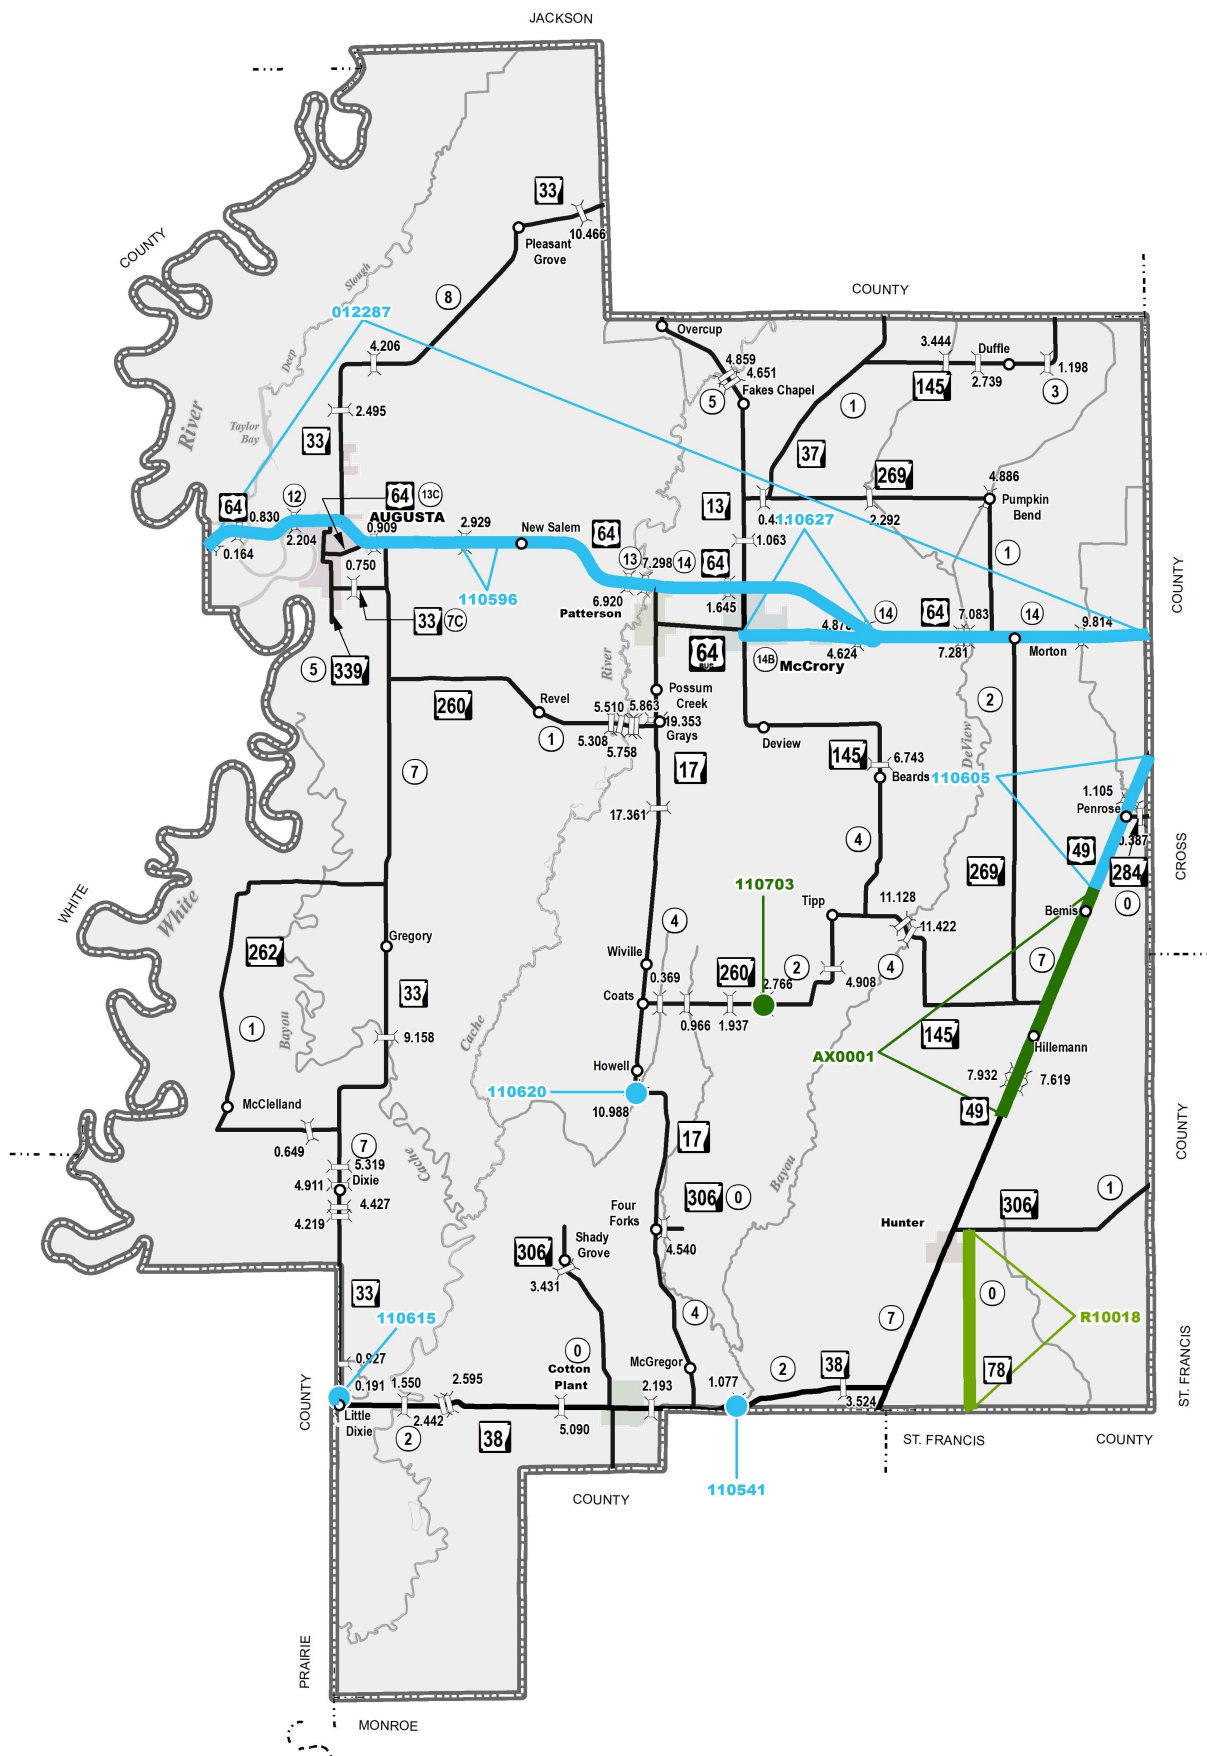 JACKSON
COUNTY
33
10.466
Pleasant
Grove
Slough
8
COUNTY
012287
4.206
Deep
Overcup
4.859
4.651
Fakes Chapel
5
3.444
Duffle
145
2.739
1.198
3
1
River
Taylor
Bay
2.495
33
37
269
4.886
Pumpkin
Bend
64
12
0.830
64
13C
AUGUSTA
0.909
2.929
New Salem
64
13
2.292
110627
1.063
1
0.164
2.204
0.750
110596
13
7.298
14
64
6.920
Patterson
1.645
COUNTY
33
7C
14
64
7.083
14
9.814
4.624
7.281
Morton
5
339
River
64
BUS
14B
McCrory
2
260
Revel
1
Possum
Creek
5.510
5.863
19.353
Grays
5.308
5.758
Deview
DeView
7
17
145
6.743
Beards
110605
1.105
Penrose
17.361
4
49
284
0
CROSS
269
WHITE
White
110703
Tipp
11.128
11.422
Bemis
4
Gregory
262
Wiville
0.369
260
2
2.766
4.908
4
7
33
Coats
0.966
1.937
1
Bayou
9.158
Cache
145
Hillemann
AX0001
Howell
7.932
7.619
110620
10.988
49
McClelland
0.649
7
17
COUNTY
5.319
Dixie
4.911
4.427
4.219
Cache
Bayou
306
0
Four
Forks
4.540
Hunter
306
1
306
Shady
Grove
3.431
33
110615
0
R10018
4
7
0
Cotton
Plant
McGregor
2
38
78
ST. FRANCIS
0.927
0.191
1.550
2.595
2.193
1.077
3.524
COUNTY
Little
Dixie
2.442
2
38
5.090
ST. FRANCIS
COUNTY
110541
COUNTY
PRAIRIE
MONROE